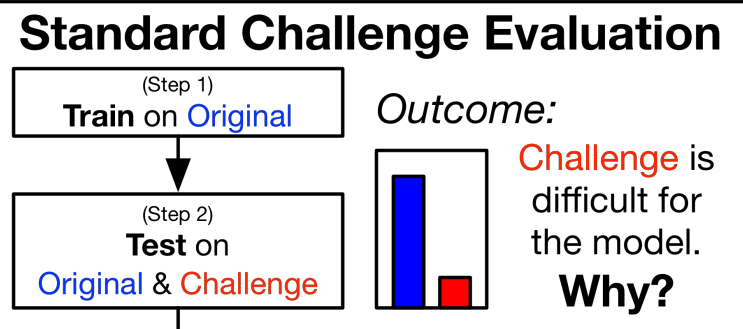 Standard Challenge Evaluation
(Step 1)
Train on Original
(Step 2)
Test on
Original & Challenge
Outcome:
Challenge is
difficult for
the model.
Why?